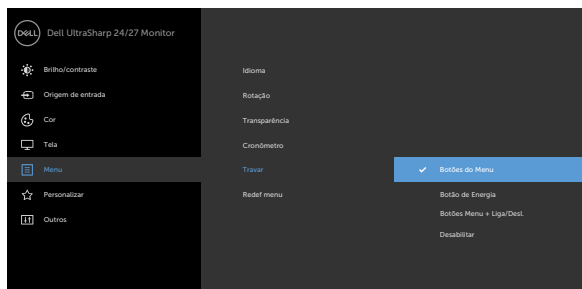 DELL
Dell UltraSharp 24/27 Monitor
Brilho/contraste
Origem de entrada
Cor
Tela
Menu
Personalizar
Outros
Idioma
Rotação
Transparência
Cronômetro
Travar
Redef menu
Botões do Menu
Botão de Energia
Botões Menu + Liga/Desl.
Desabilitar